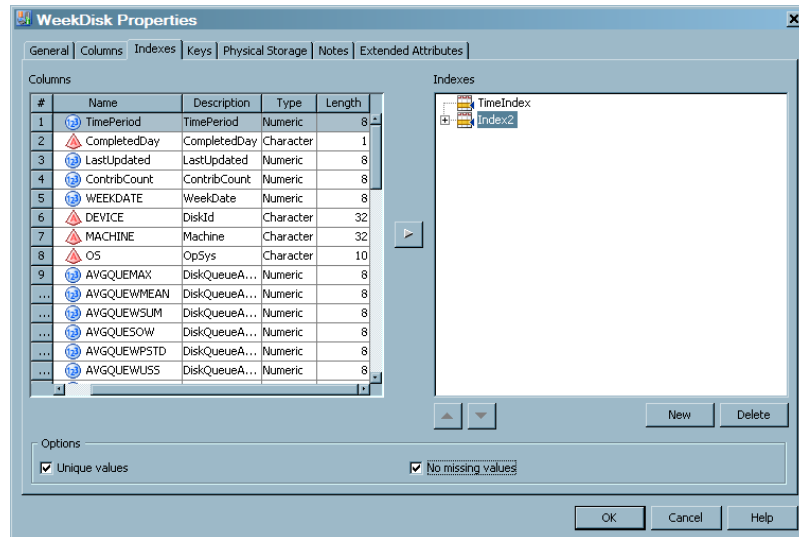 WeekDisk Properties
General Columns Indexes Keys Physical Storage Notes Extended Attributes
Columns Indexes
# Name Description Type Length
1 TimePeriod TimePeriod Numeric 8
2 CompletedDay CompletedDay Character 1
3 LastUpdated LastUpdated Numeric 8
4 ContribCount ContribCount Numeric 8
5 WEEKDATE WeekDate Numeric 8
6 DEVICE DiskId Character 32
7 MACHINE Machine Character 32
8 OS OpSys Character 10
9 AVGQUEMAX DiskQueueA... Numeric 8
... AVGQUEWMEAN DiskQueueA... Numeric 8
... AVGQUEWSUM DiskQueueA... Numeric 8
... AVGQUESOW DiskQueueA... Numeric 8
... AVGQUEWPSTD DiskQueueA... Numeric 8
... AVGQUEWUSS DiskQueueA... Numeric 8
TimeIndex
Index2
New Delete
Options
Unique values No missing values
OK Cancel Help